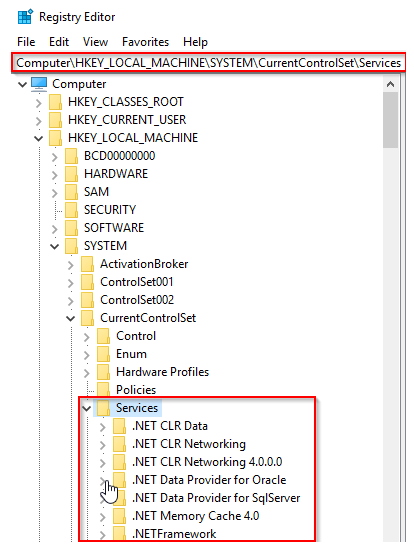 Registry Editor
File Edit View Favorites Help
Computer\HKEY_LOCAL_MACHINE\SYSTEM\CurrentControlSet\Services
Computer
HKEY_CLASSES_ROOT
HKEY_CURRENT_USER
HKEY_LOCAL_MACHINE
BCD00000000
HARDWARE
SAM
SECURITY
SOFTWARE
SYSTEM
ActivationBroker
ControlSet001
ControlSet002
CurrentControlSet
Control
Enum
Hardware Profiles
Policies
Services
.NET CLR Data
.NET CLR Networking
.NET CLR Networking 4.0.0.0
.NET Data Provider for Oracle
.NET Data Provider for SqlServer
.NET Memory Cache 4.0
.NETFramework